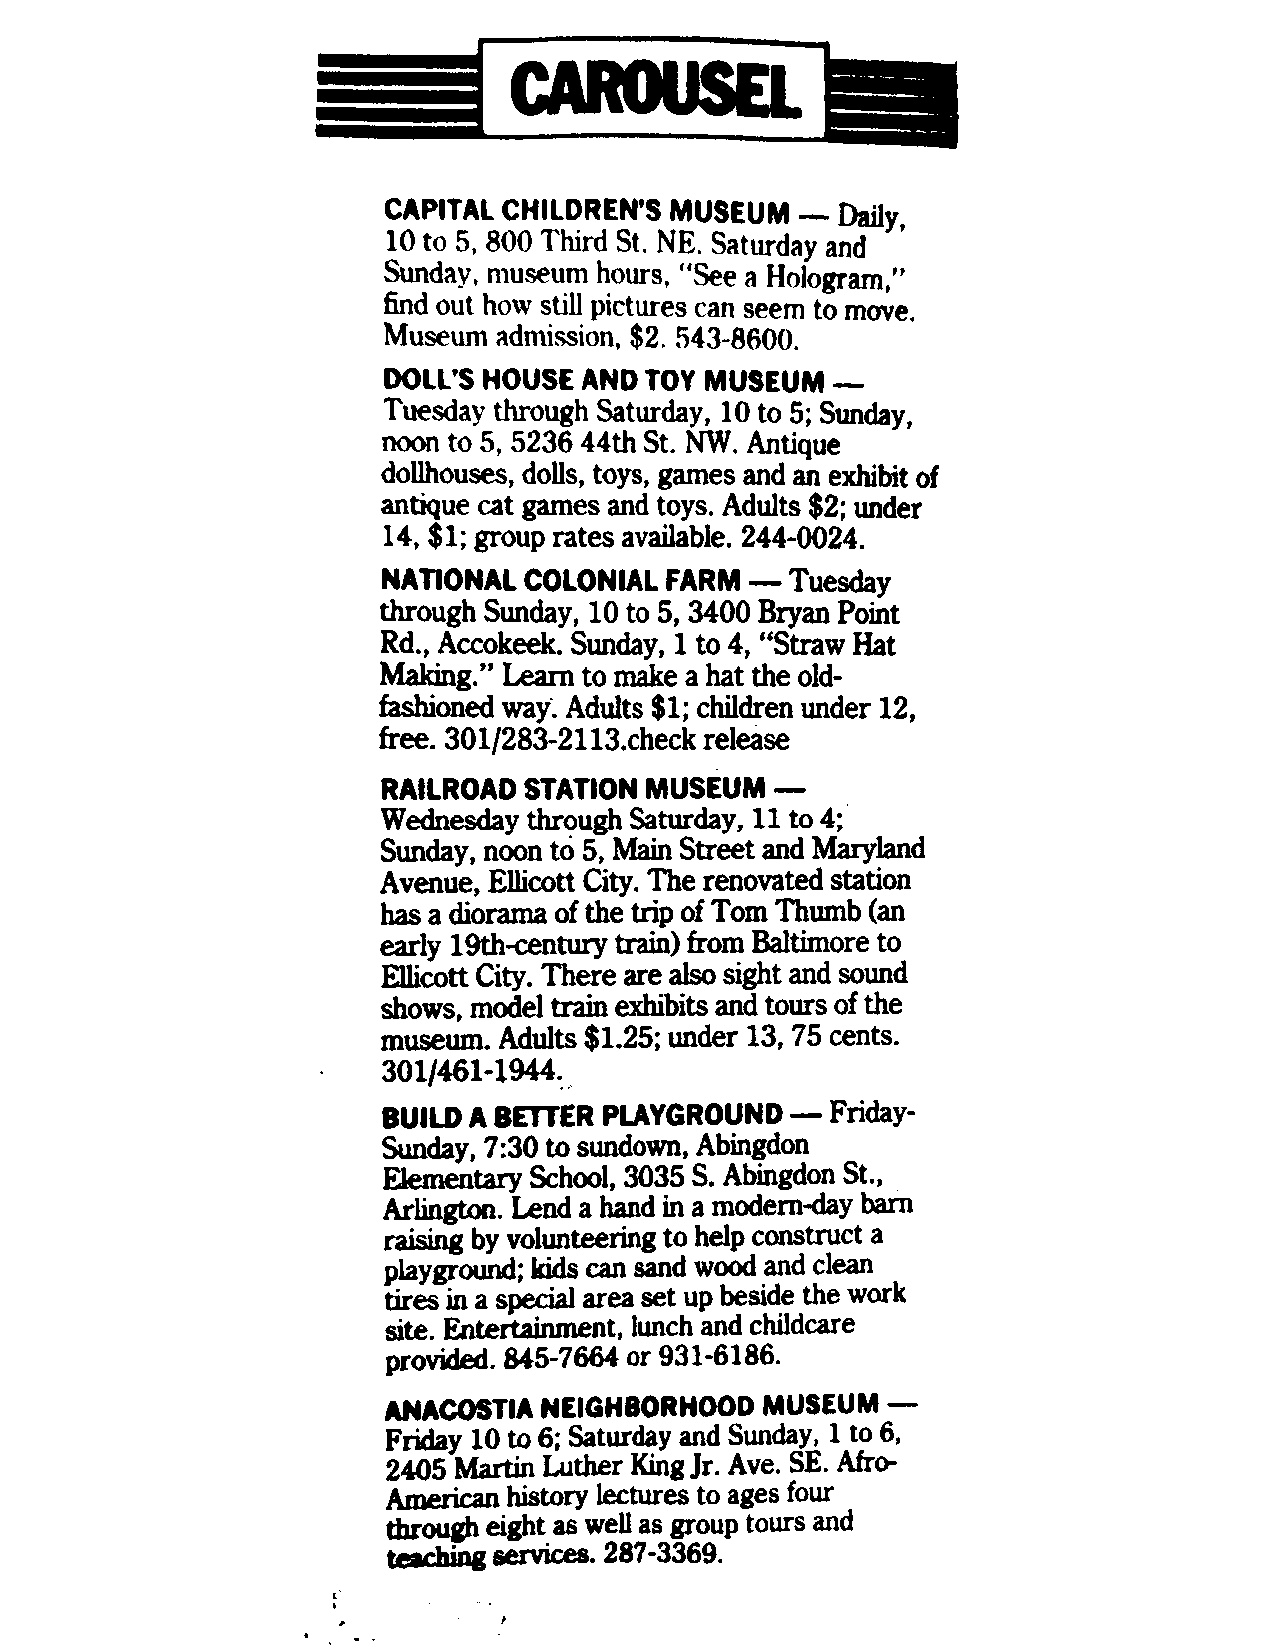 CAROUSEL
CAPITAL CHILDREN'S MUSEUM — Daily,
10 to 5, 800 Third St. NE. Saturday and
Sunday, museum hours, "See a Hologram,"
find out how still pictures can seem to move.
Museum admission, $2. 543-8600.
DOLL'S HOUSE AND TOY MUSEUM —
Tuesday through Saturday, 10 to 5; Sunday,
noon to 5, 5236 44th St. NW. Antique
dollhouses, dolls, toys, games and an exhibit of
antique cat games and toys. Adults $2; under
14, $1; group rates available. 244-0024.
NATIONAL COLONIAL FARM — Tuesday
through Sunday, 10 to 5, 3400 Bryan Point
Rd., Accokeek. Sunday, 1 to 4, "Straw Hat
Making." Learn to make a hat the old-
fashioned way. Adults $1; children under 12,
free. 301/283-2113.check release
RAILROAD STATION MUSEUM —
Wednesday through Saturday, 11 to 4;
Sunday, noon to 5, Main Street and Maryland
Avenue, Ellicott City. The renovated station
has a diorama of the trip of Tom Thumb (an
early 19th-century train) from Baltimore to
Ellicott City. There are also sight and sound
shows, model train exhibits and tours of the
museum. Adults $1.25; under 13, 75 cents.
301/461-1944.
BUILD A BETTER PLAYGROUND — Friday-
Sunday, 7:30 to sundown, Abingdon
Elementary School, 3035 S. Abingdon St.,
Arlington. Lend a hand in a modern-day barn
raising by volunteering to help construct a
playground; kids can sand wood and clean
tires in a special area set up beside the work
site. Entertainment, lunch and childcare
provided. 845-7664 or 931-6186.
ANACOSTIA NEIGHBORHOOD MUSEUM —
Friday 10 to 6; Saturday and Sunday, 1 to 6,
2405 Martin Luther King Jr. Ave. SE. Afro-
American history lectures to ages four
through eight as well as group tours and
teaching services. 287-3369.